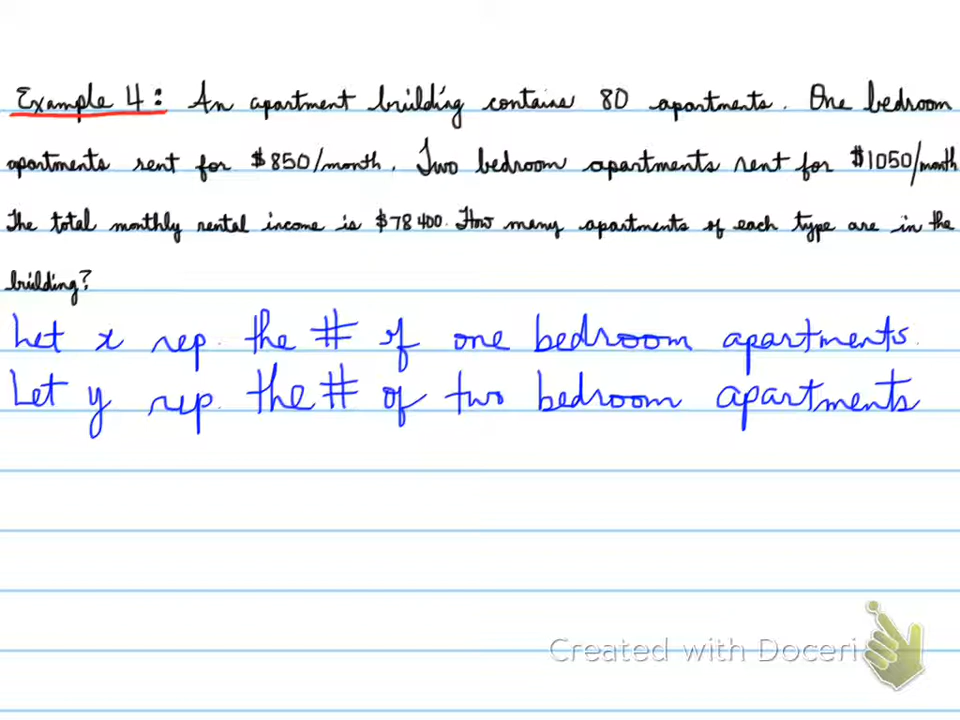 Example 4: An apartment building contains 80 apartments. One bedroom
apartments rent for $850/month. Two bedroom apartments rent for $1050/month
The total monthly rental income is $78 400. How many apartments of each type are in the
building?
Let x rep. the # of one bedroom apartments.
Let y rep. the # of two bedroom apartments
Created with Doceri